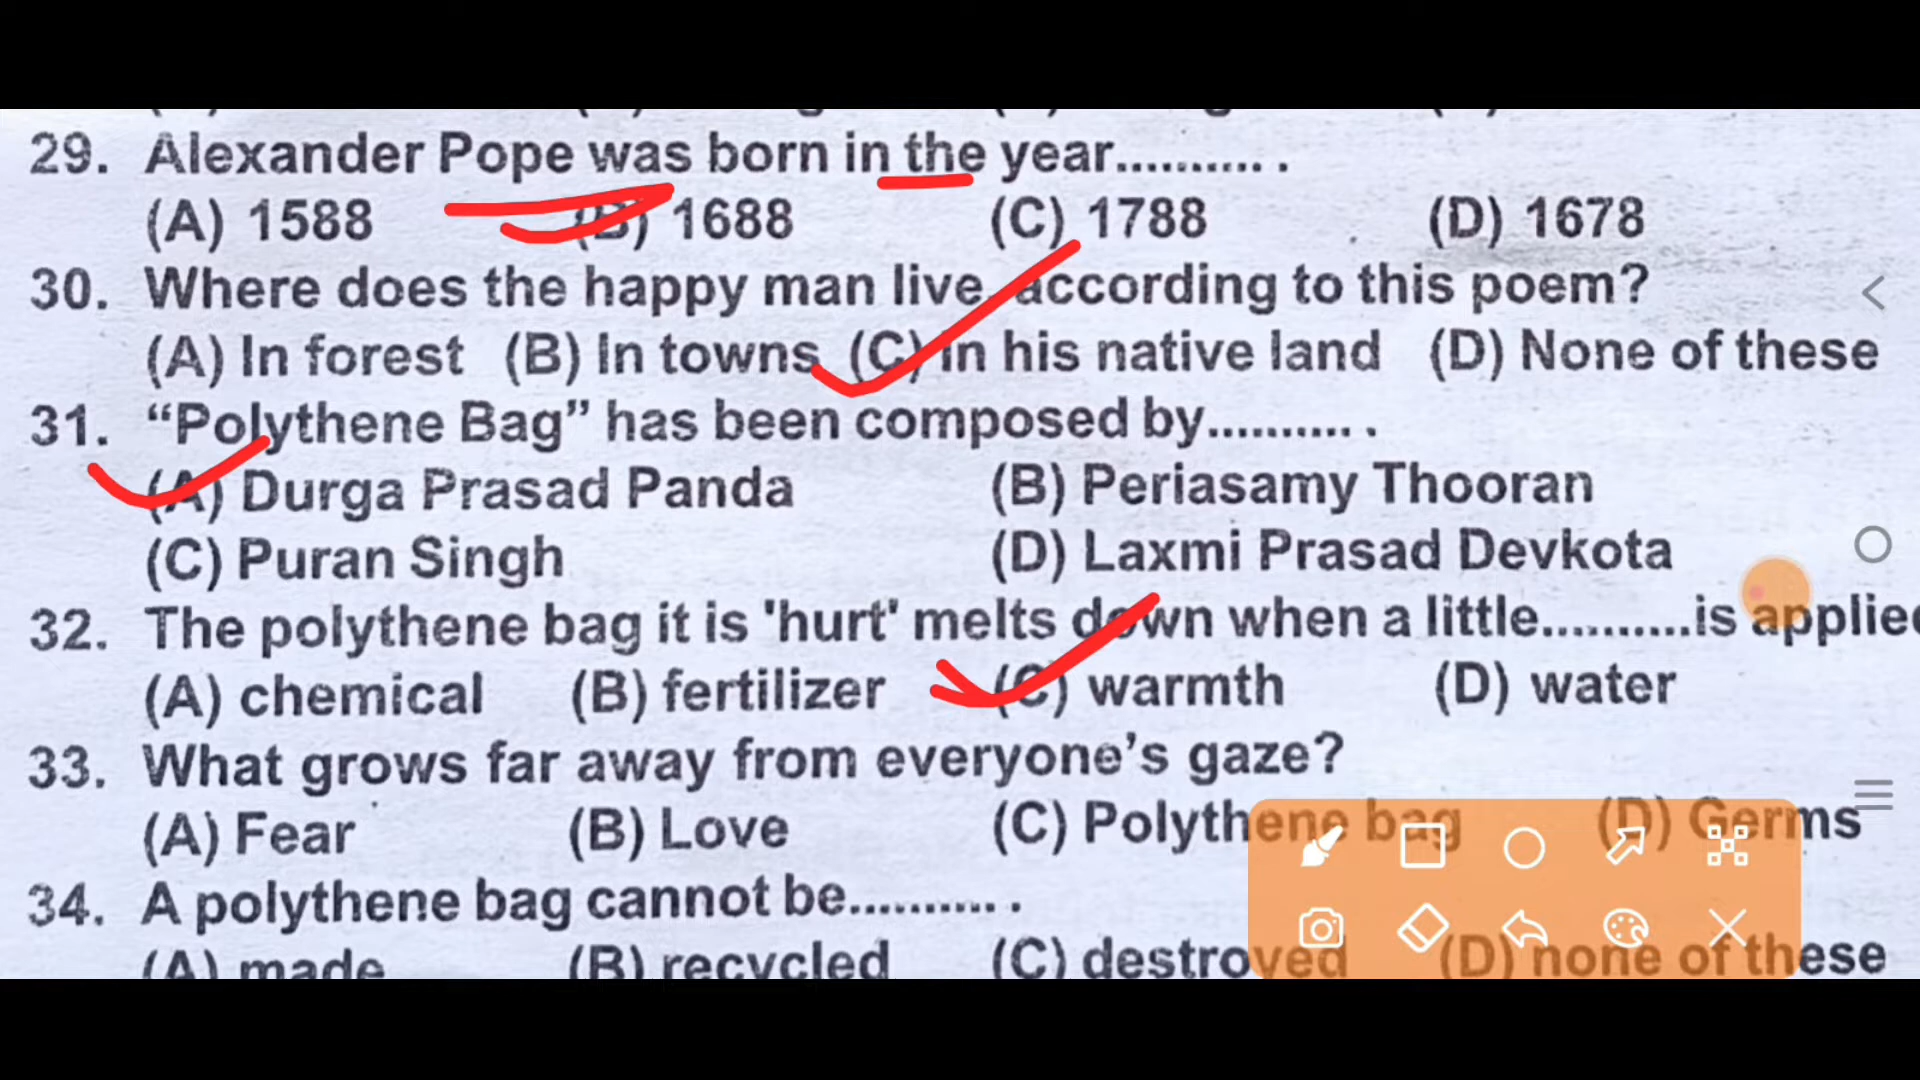 29. Alexander Pope was born in the year.......... .
(A) 1588 (B) 1688 (C) 1788 (D) 1678
30. Where does the happy man live, according to this poem?
(A) In forest (B) In towns (C) in his native land (D) None of these
31. “Polythene Bag” has been composed by.......... .
(A) Durga Prasad Panda (B) Periasamy Thooran
(C) Puran Singh (D) Laxmi Prasad Devkota
32. The polythene bag it is 'hurt' melts down when a little..........is applied
(A) chemical (B) fertilizer (C) warmth (D) water
33. What grows far away from everyone’s gaze?
(A) Fear (B) Love (C) Polythene bag (D) Germs
34. A polythene bag cannot be.......... .
(A) made (B) recycled (C) destroyed (D) none of these